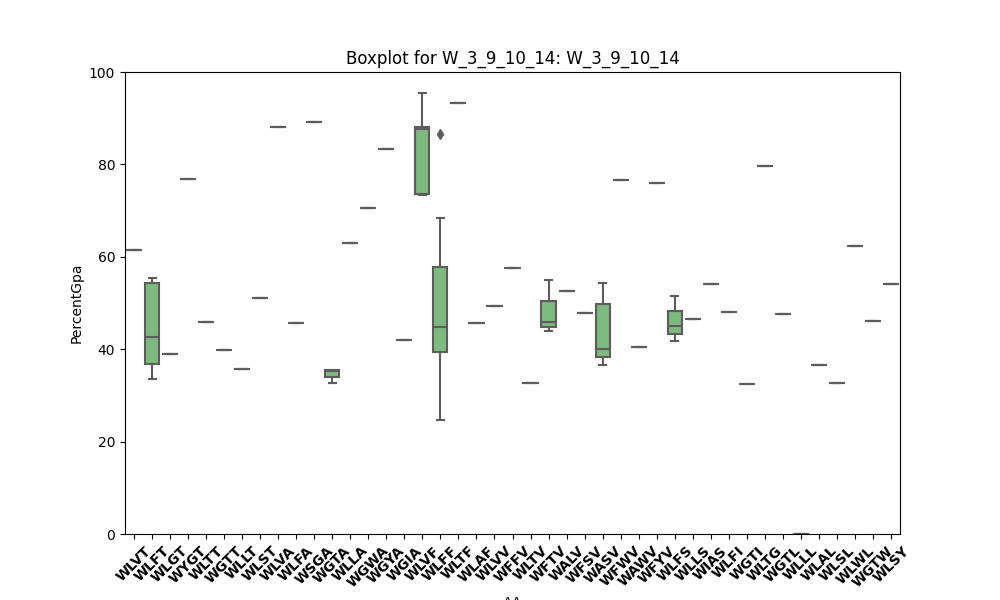 Boxplot for W_3_9_10_14: W_3_9_10_14
100
80
60
40
20
0
PercentGpa
WLVT
WLFT
WLGT
WYGT
WLTT
WGTT
WLLT
WLST
WLVA
WLFA
WSGA
WGTA
WLLA
WGWA
WGYA
WGHA
WLVF
WLFF
WLTF
WLAF
WLVV
WFFV
WLTV
WFTV
WALV
WFSV
WASV
WFWV
WAWV
WFYV
WLFS
WLLS
WIAS
WLFI
WGTI
WLTG
WGTL
WLLL
WLAL
WLSL
WLWL
WGTW
WLSY